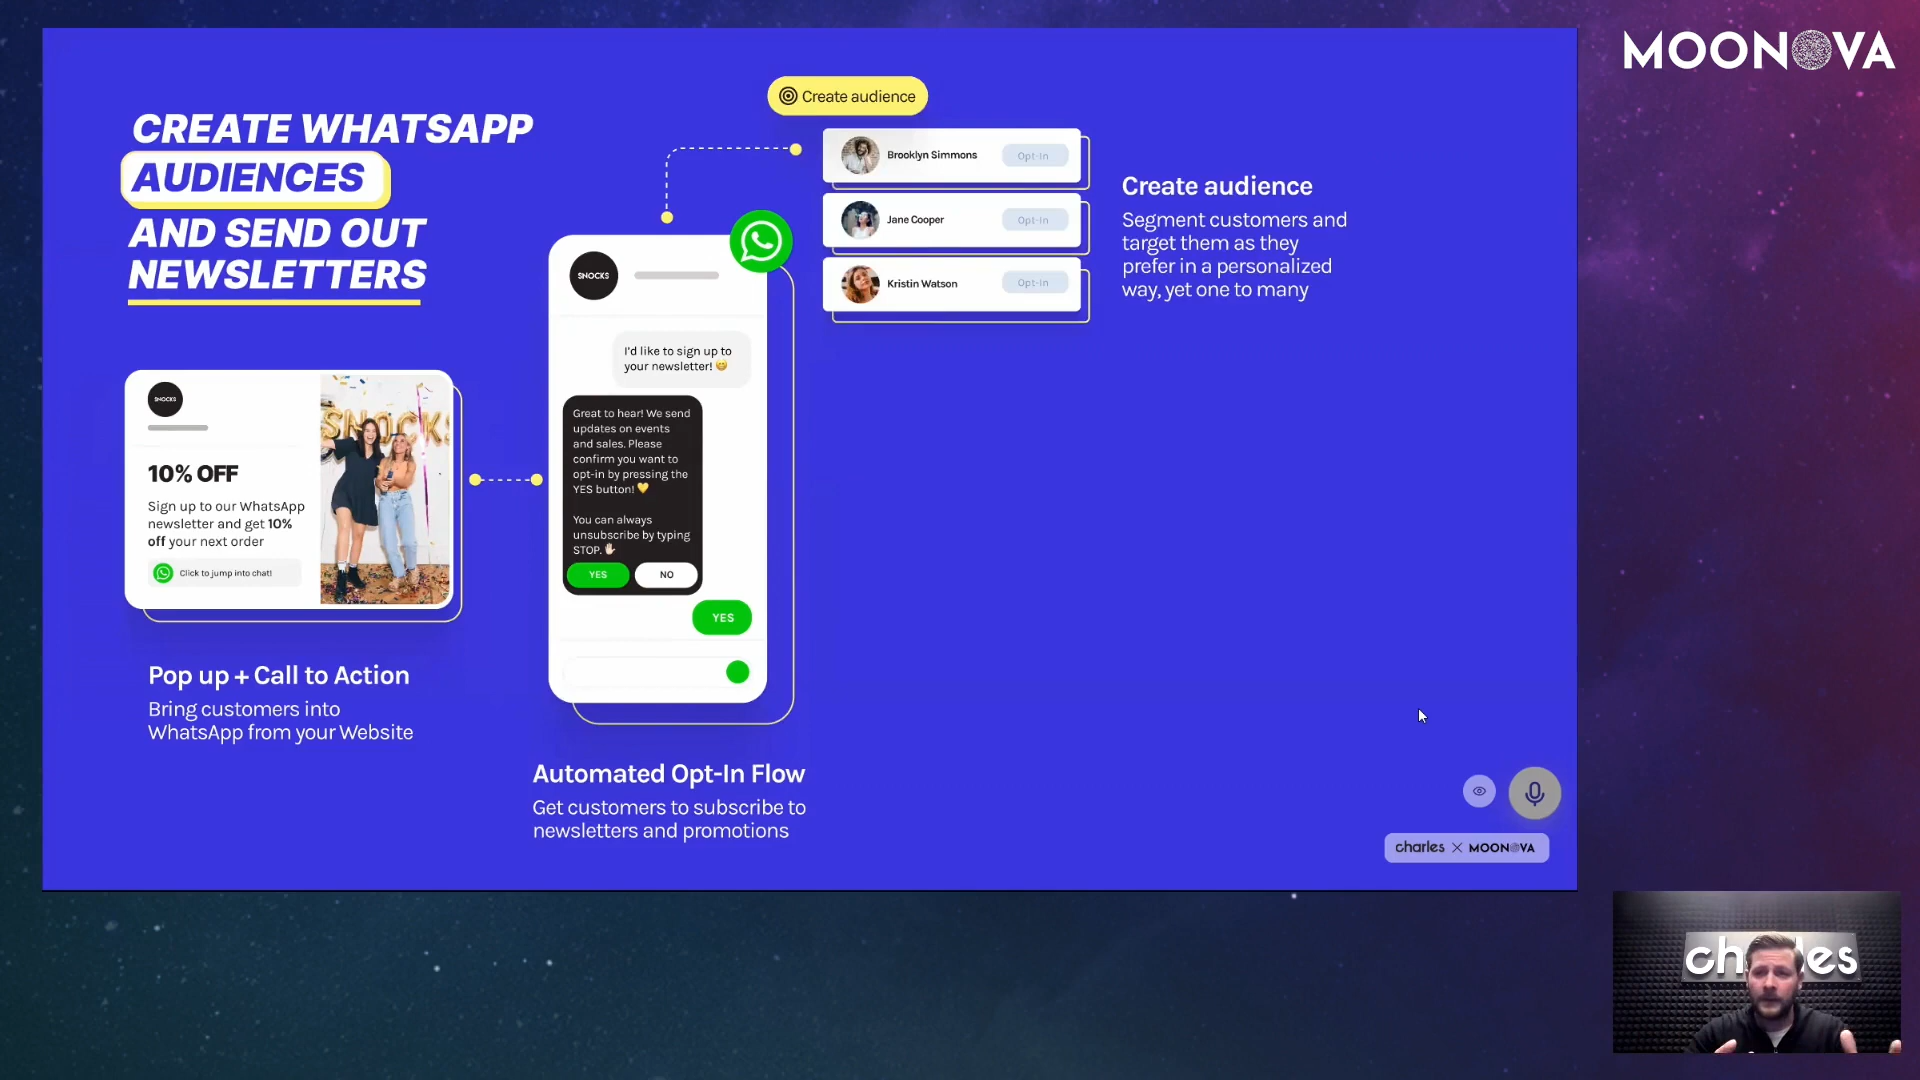 MOONOVA
CREATE WHATSAPP
AUDIENCES
AND SEND OUT
NEWSLETTERS
SNOCKS
SNOCKS
10% OFF
Sign up to our WhatsApp
newsletter and get 10%
off your next order
Click to jump into chat!
Pop up + Call to Action
Bring customers into
WhatsApp from your Website
SNOCKS
I'd like to sign up to
your newsletter! 😊
Great to hear! We send
updates on events
and sales. Please
confirm you want to
opt-in by pressing the
YES button! 💛
You can always
unsubscribe by typing
STOP. ✋🏻
YES NO
YES
Automated Opt-In Flow
Get customers to subscribe to
newsletters and promotions
Create audience
Brooklyn Simmons Opt-In
Jane Cooper Opt-In
Kristin Watson Opt-In
Create audience
Segment customers and
target them as they
prefer in a personalized
way, yet one to many
charles X MOONOVA